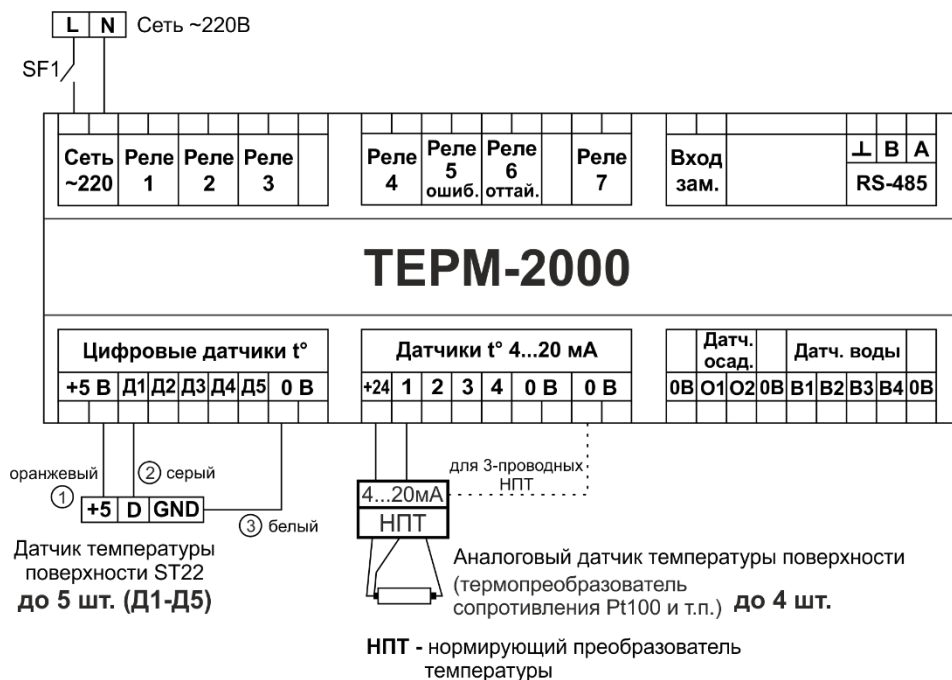 L N Сеть ~220В
SF1
Сеть ~220
Реле 1
Реле 2
Реле 3
Реле 4
Реле 5 ошиб.
Реле 6 оттай.
Реле 7
Вход зам.
⊥ B A
RS-485
ТЕРМ-2000
Цифровые датчики t°
+5 В Д1 Д2 Д3 Д4 Д5 0 В
Датчики t° 4...20 мА
+24 1 2 3 4 0 В 0 В
Датч. осад.
Датч. воды
0В О1 О2 0В В1 В2 В3 В4 0В
оранжевый
1
2 серый
3 белый
+5 D GND
Датчик температуры
поверхности ST22
до 5 шт. (Д1-Д5)
для 3-проводных
НПТ
4...20мА
НПТ
Аналоговый датчик температуры поверхности
(термопреобразователь
сопротивления Pt100 и т.п.) до 4 шт.
НПТ - нормирующий преобразователь
температуры